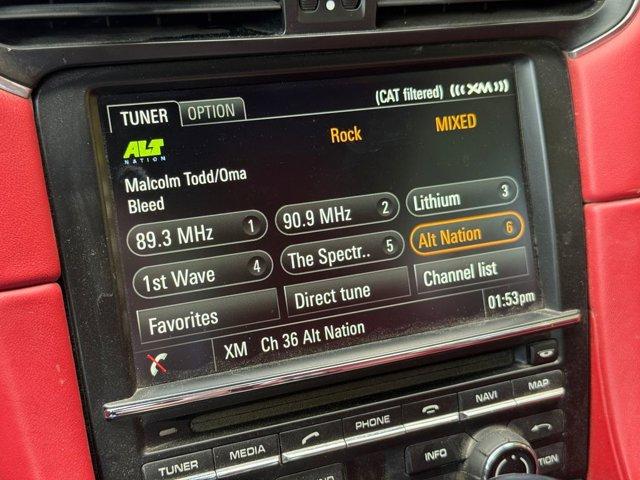 TUNER OPTION (CAT filtered) (((XM)))
ALT NATION Rock MIXED
Malcolm Todd/Oma
Bleed
89.3 MHz 1 90.9 MHz 2 Lithium 3
1st Wave 4 The Spectr.. 5 Alt Nation 6
Favorites Direct tune Channel list
XM Ch 36 Alt Nation 01:53pm
TUNER MEDIA PHONE NAVI MAP
INFO